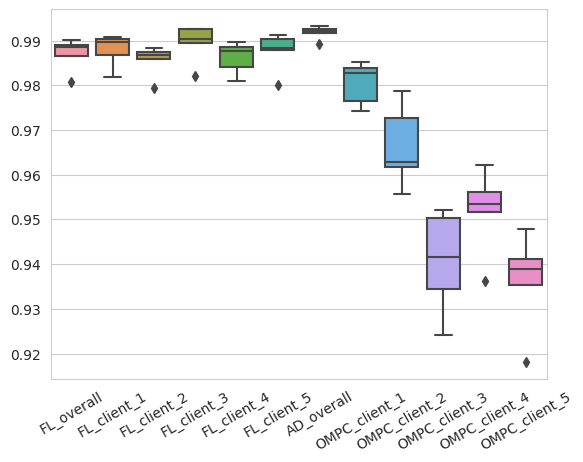 0.99
0.98
0.97
0.96
0.95
0.94
0.93
0.92
FL_overall
FL_client_1
FL_client_2
FL_client_3
FL_client_4
FL_client_5
AD_overall
OMPC_client_1
OMPC_client_2
OMPC_client_3
OMPC_client_4
OMPC_client_5